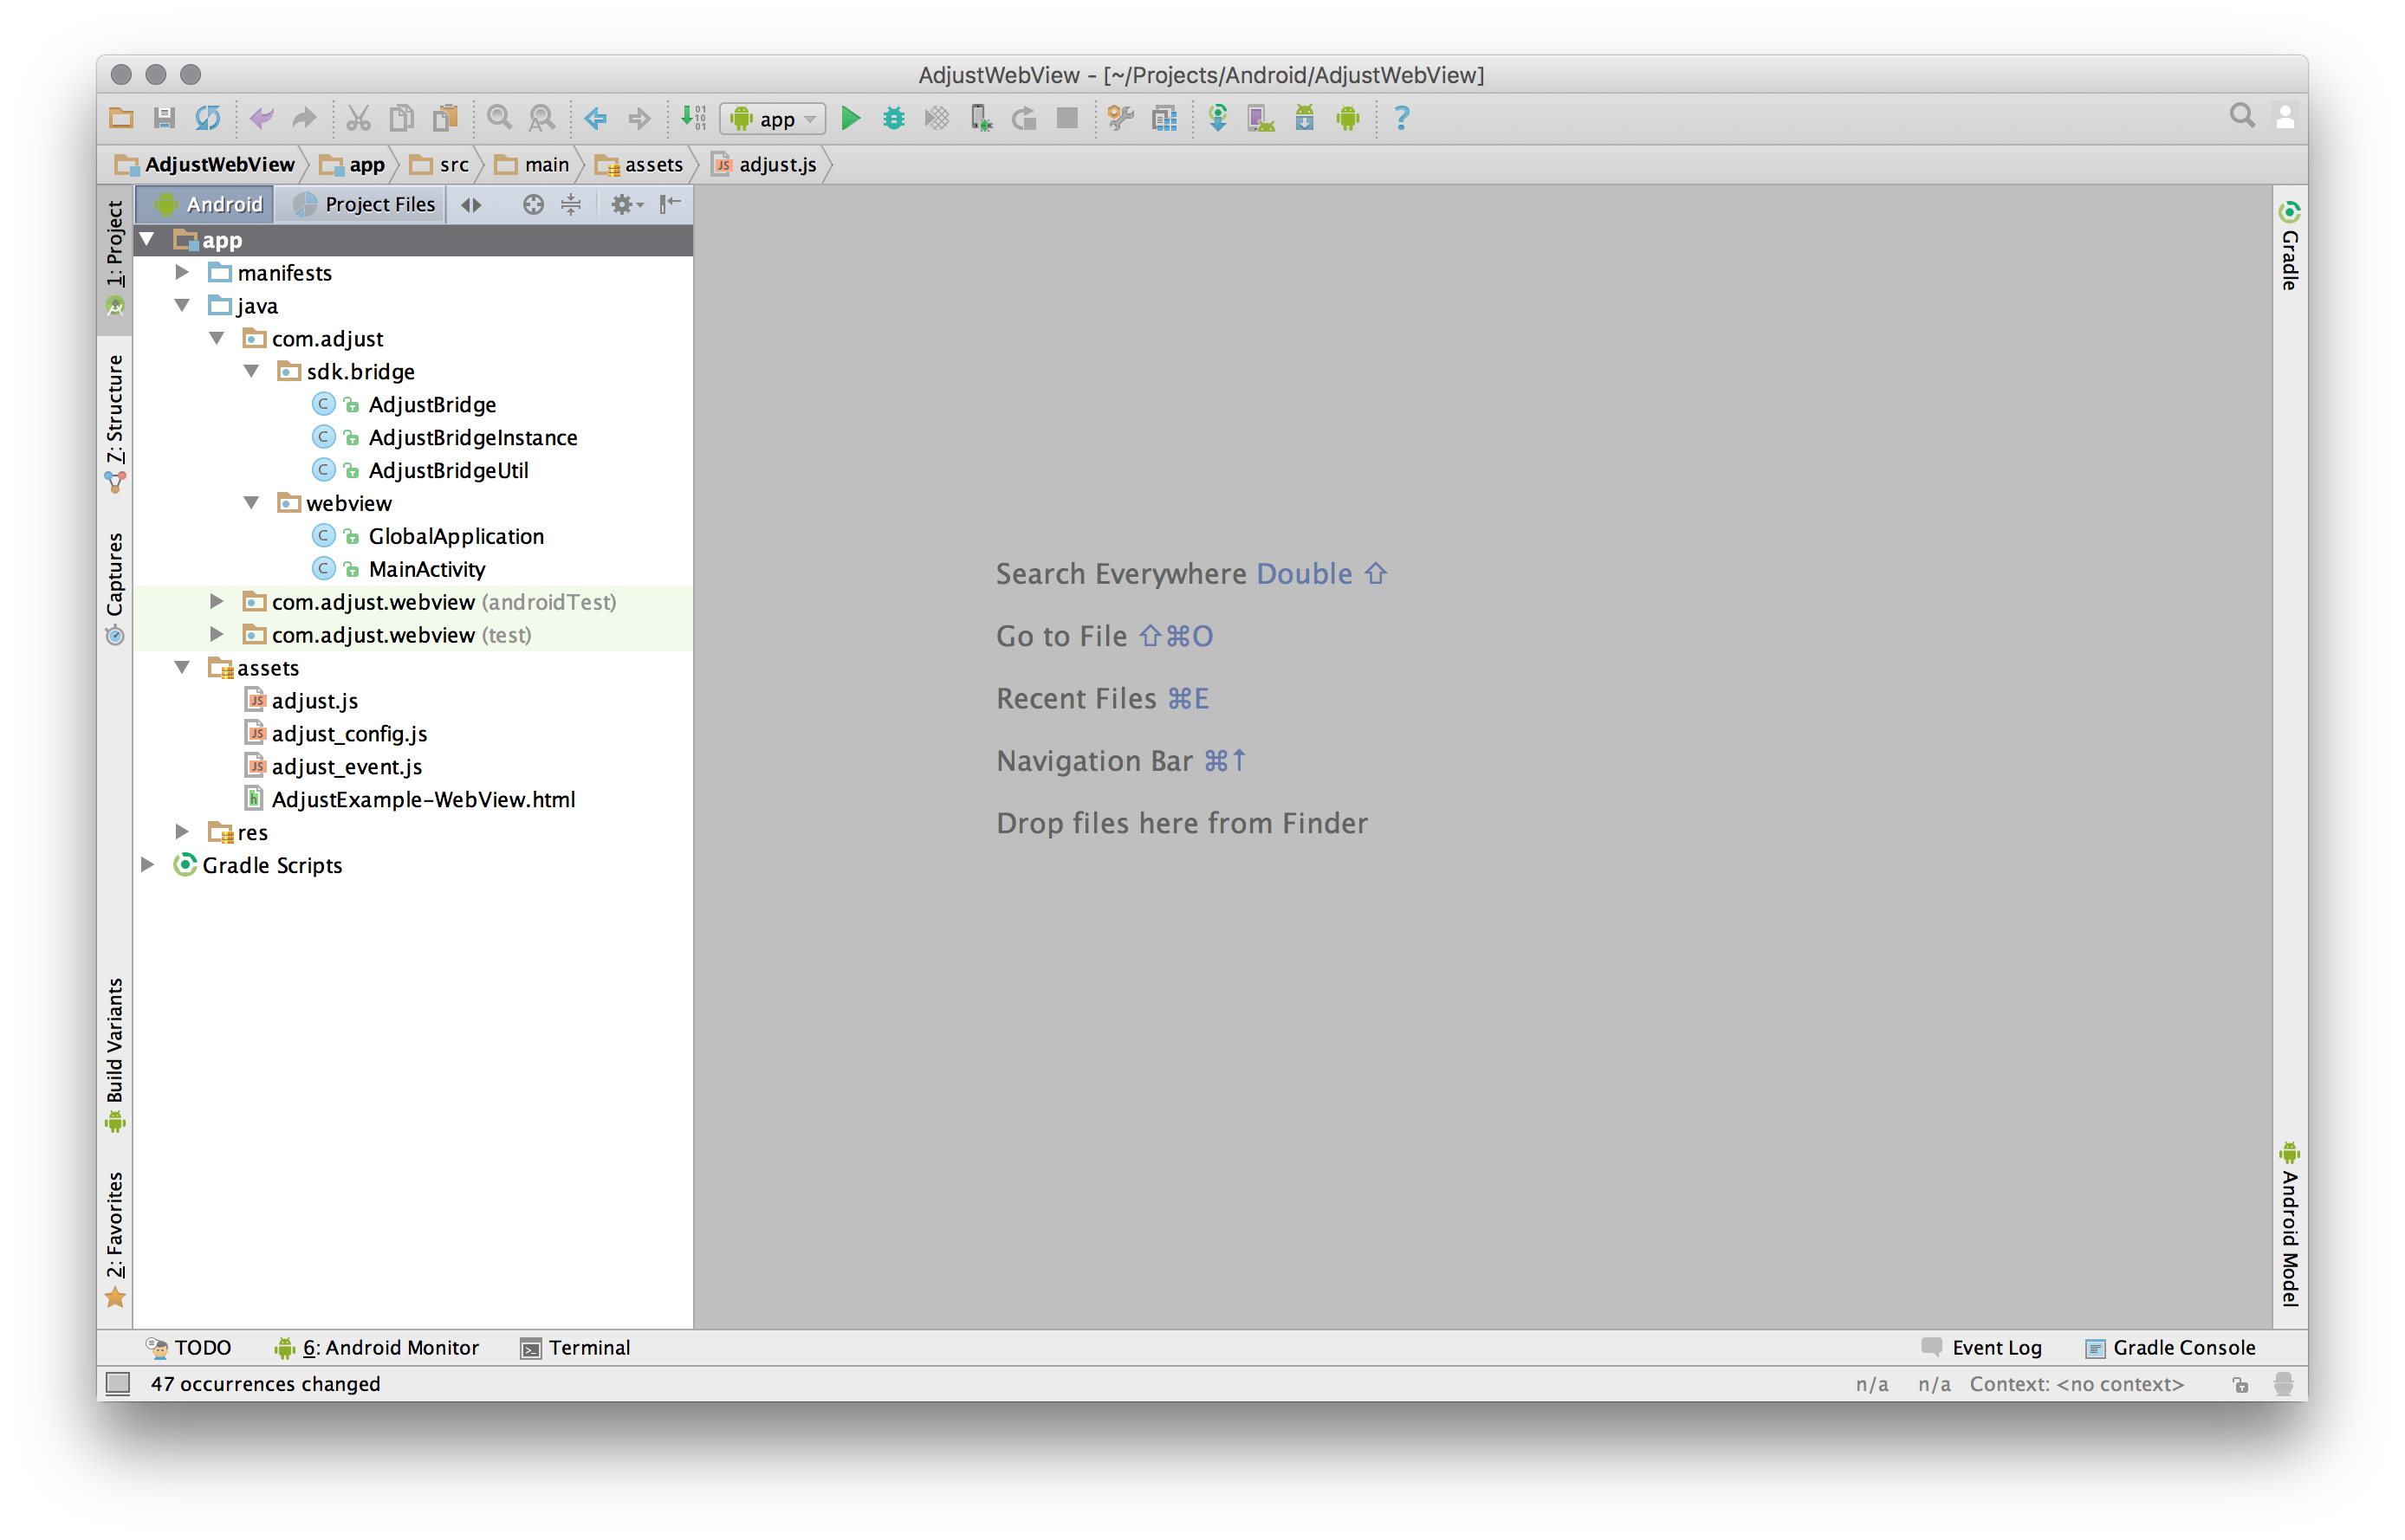 AdjustWebView - [~/Projects/Android/AdjustWebView]
app
AdjustWebView app src main assets adjust.js
Android Project Files
1: Project
7: Structure
Captures
Build Variants
2: Favorites
app
manifests
java
com.adjust
sdk.bridge
AdjustBridge
AdjustBridgeInstance
AdjustBridgeUtil
webview
GlobalApplication
MainActivity
com.adjust.webview (androidTest)
com.adjust.webview (test)
assets
adjust.js
adjust_config.js
adjust_event.js
AdjustExample-WebView.html
res
Gradle Scripts
Search Everywhere Double ⇧
Go to File ⇧⌘O
Recent Files ⌘E
Navigation Bar ⌘↑
Drop files here from Finder
Gradle
Android Model
TODO 6: Android Monitor Terminal Event Log Gradle Console
47 occurrences changed n/a n/a Context: <no context>